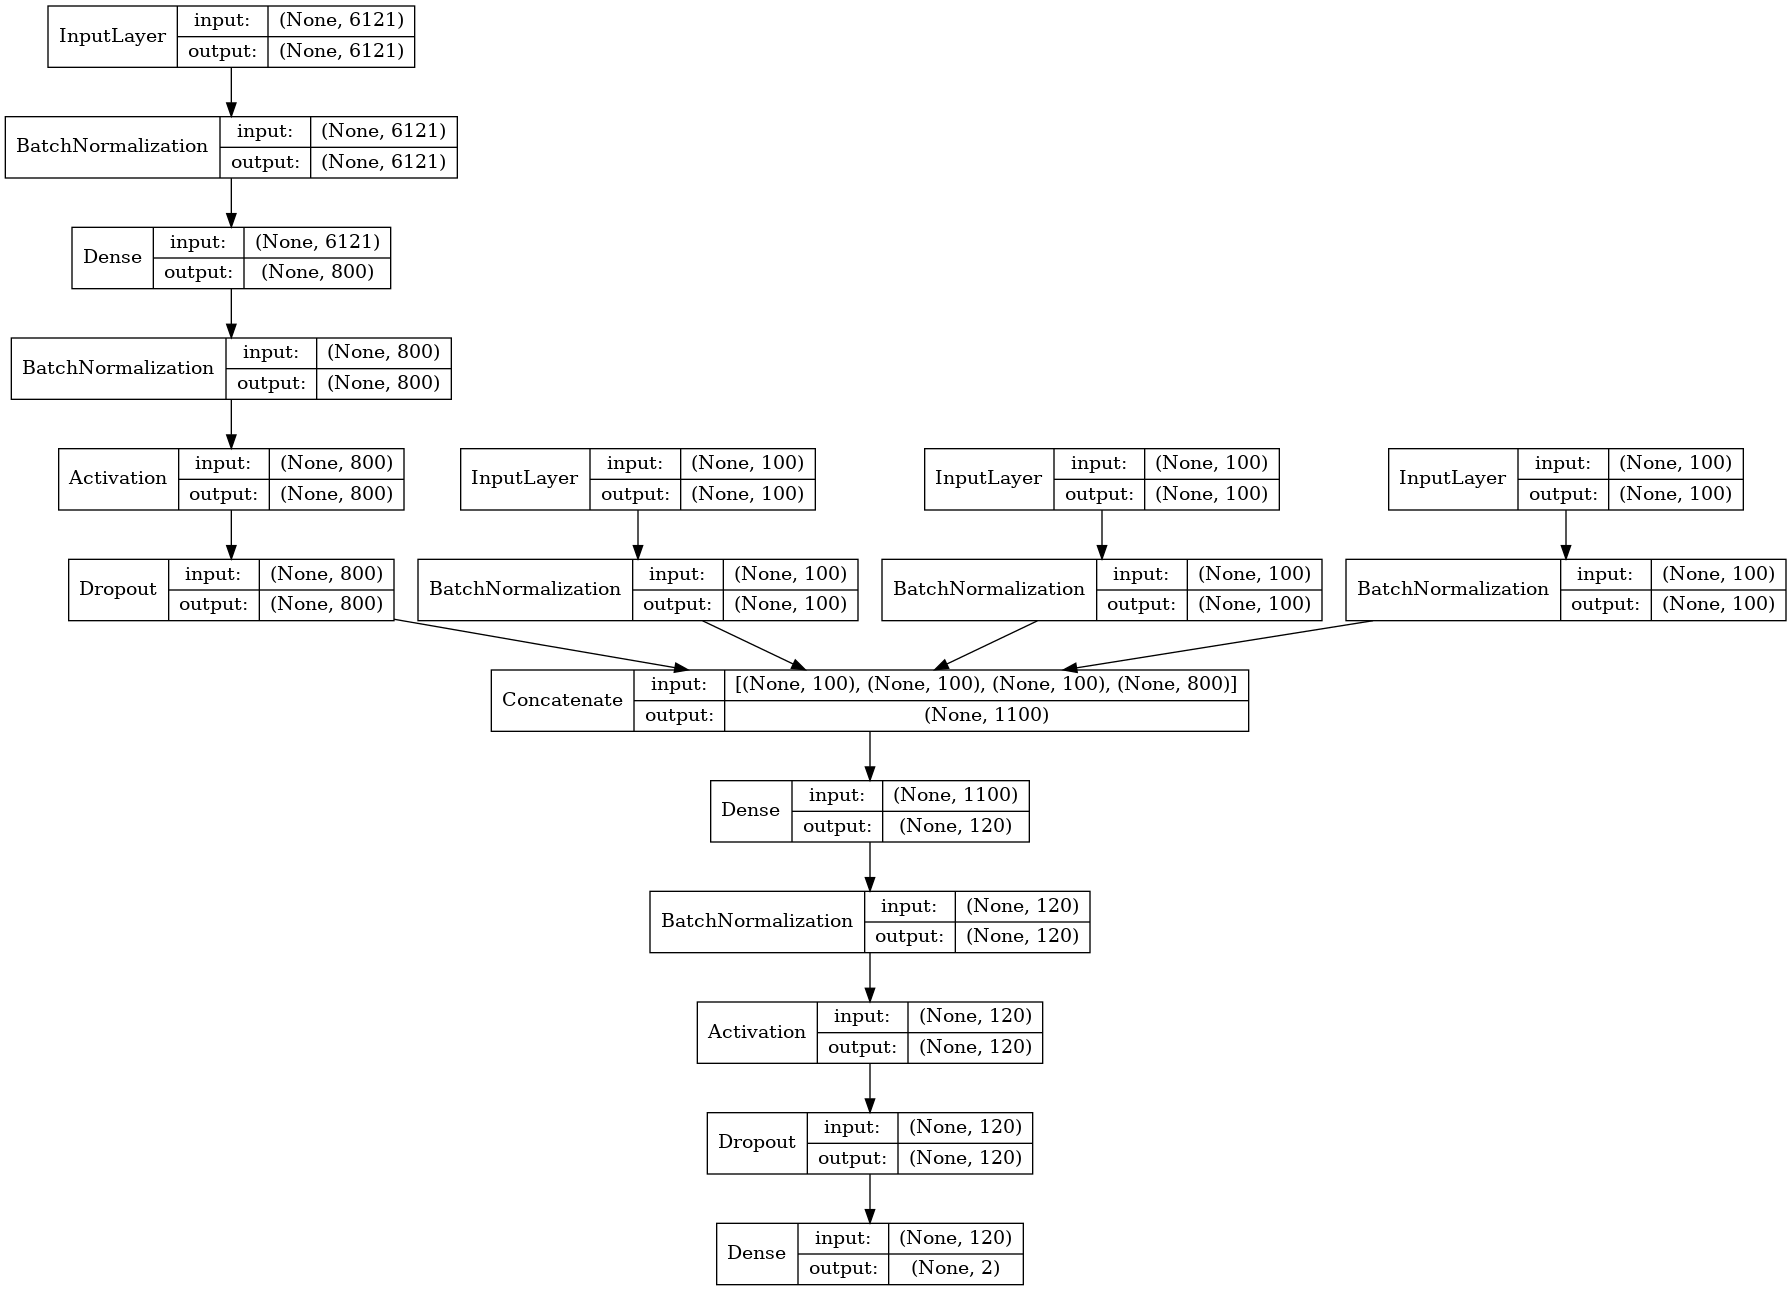 InputLayer input: (None, 6121)
output: (None, 6121)
BatchNormalization input: (None, 6121)
output: (None, 6121)
Dense input: (None, 6121)
output: (None, 800)
BatchNormalization input: (None, 800)
output: (None, 800)
Activation input: (None, 800)
output: (None, 800)
InputLayer input: (None, 100)
output: (None, 100)
InputLayer input: (None, 100)
output: (None, 100)
InputLayer input: (None, 100)
output: (None, 100)
Dropout input: (None, 800)
output: (None, 800)
BatchNormalization input: (None, 100)
output: (None, 100)
BatchNormalization input: (None, 100)
output: (None, 100)
BatchNormalization input: (None, 100)
output: (None, 100)
Concatenate input: [(None, 100), (None, 100), (None, 100), (None, 800)]
output: (None, 1100)
Dense input: (None, 1100)
output: (None, 120)
BatchNormalization input: (None, 120)
output: (None, 120)
Activation input: (None, 120)
output: (None, 120)
Dropout input: (None, 120)
output: (None, 120)
Dense input: (None, 120)
output: (None, 2)